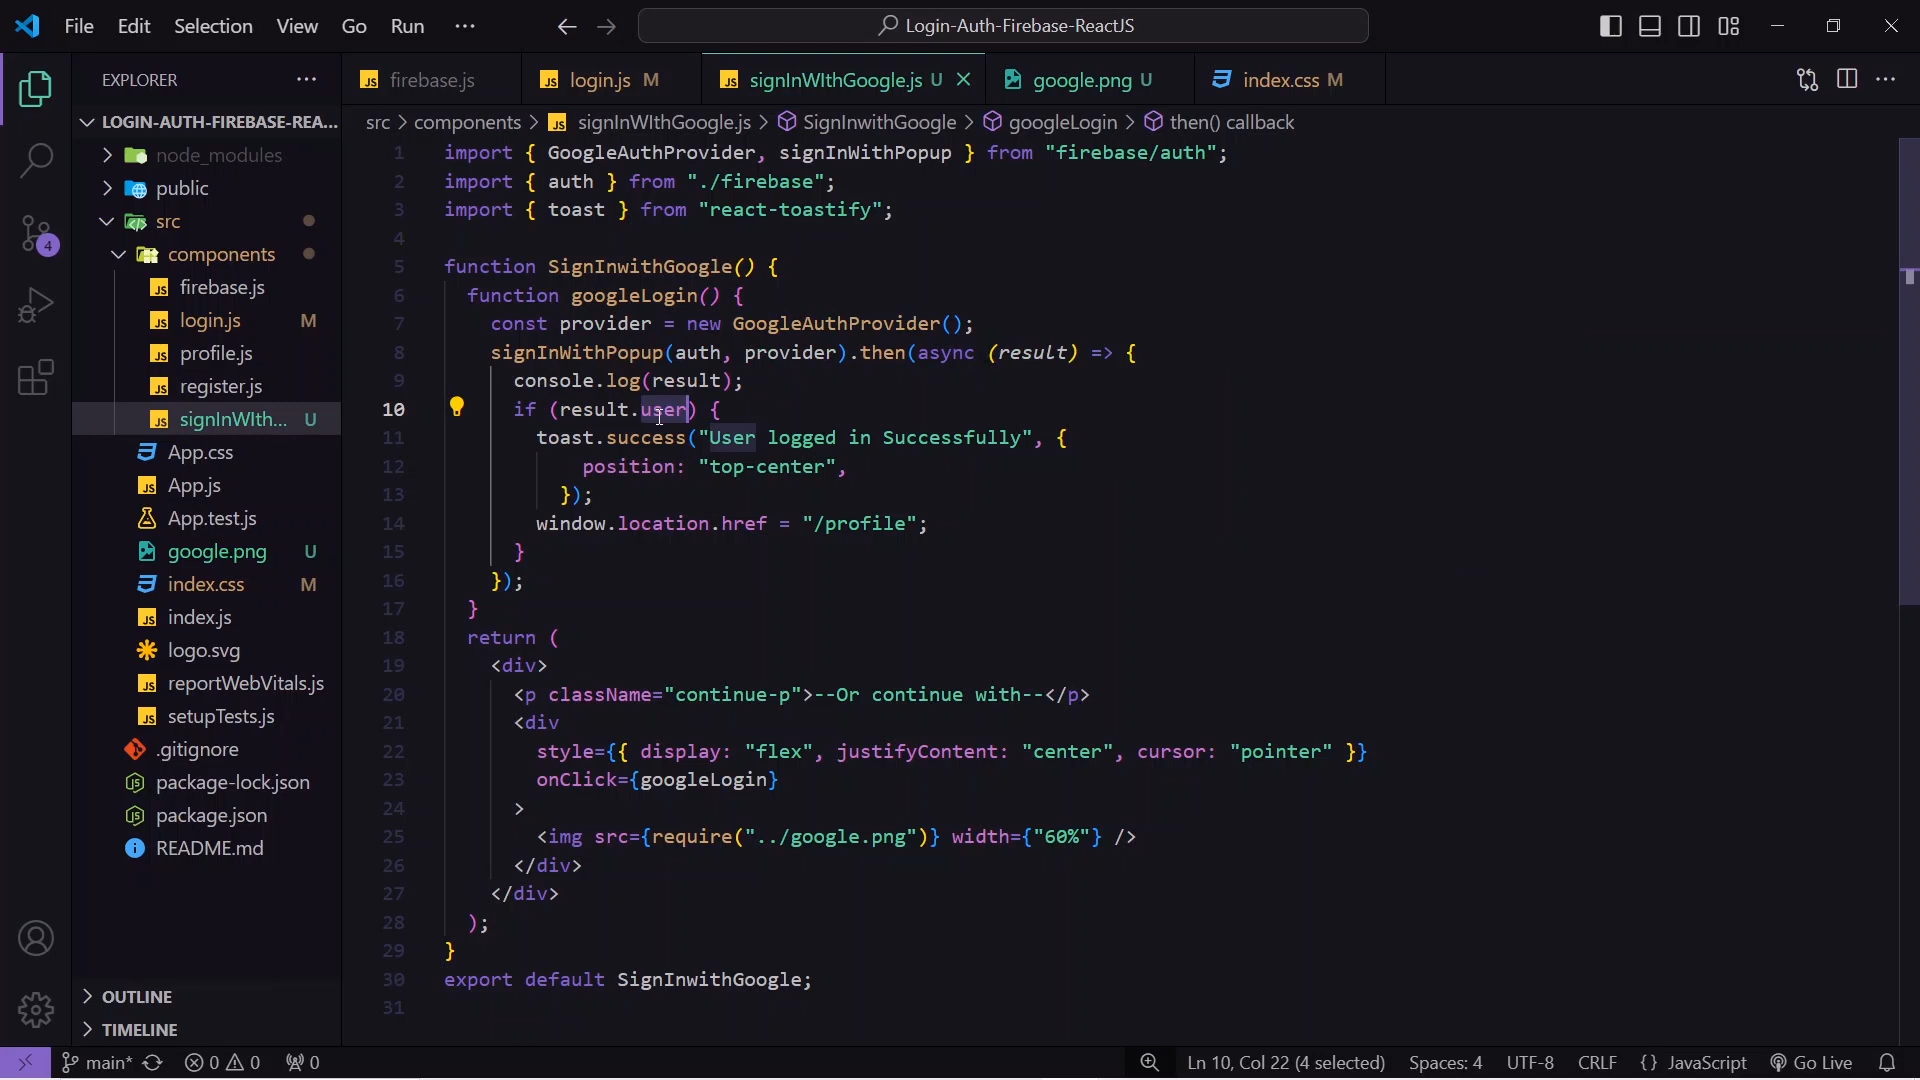 File Edit Selection View Go Run ···
Login-Auth-Firebase-ReactJS
EXPLORER ···
firebase.js
login.js M
signInWIthGoogle.js U
google.png U
index.css M
LOGIN-AUTH-FIREBASE-REA...
src > components > JS signInWIthGoogle.js > SignInwithGoogle > googleLogin > then() callback
node_modules
public
src
components
firebase.js
login.js M
profile.js
register.js
signInWIth... U
App.css
App.js
App.test.js
google.png U
index.css M
index.js
logo.svg
reportWebVitals.js
setupTests.js
.gitignore
package-lock.json
package.json
README.md
OUTLINE
TIMELINE
4
1 import { GoogleAuthProvider, signInWithPopup } from "firebase/auth";
2 import { auth } from "./firebase";
3 import { toast } from "react-toastify";
4
5 function SignInwithGoogle() {
6 function googleLogin() {
7 const provider = new GoogleAuthProvider();
8 signInWithPopup(auth, provider).then(async (result) => {
9 console.log(result);
10 if (result.user) {
11 toast.success("User logged in Successfully", {
12 position: "top-center",
13 });
14 window.location.href = "/profile";
15 }
16 });
17 }
18 return (
19 <div>
20 <p className="continue-p">--Or continue with--</p>
21 <div
22 style={{ display: "flex", justifyContent: "center", cursor: "pointer" }}
23 onClick={googleLogin}
24 >
25 <img src={require("../google.png")} width={"60%"} />
26 </div>
27 </div>
28 );
29 }
30 export default SignInwithGoogle;
31
main* 0 0 0
Ln 10, Col 22 (4 selected) Spaces: 4 UTF-8 CRLF {} JavaScript Go Live